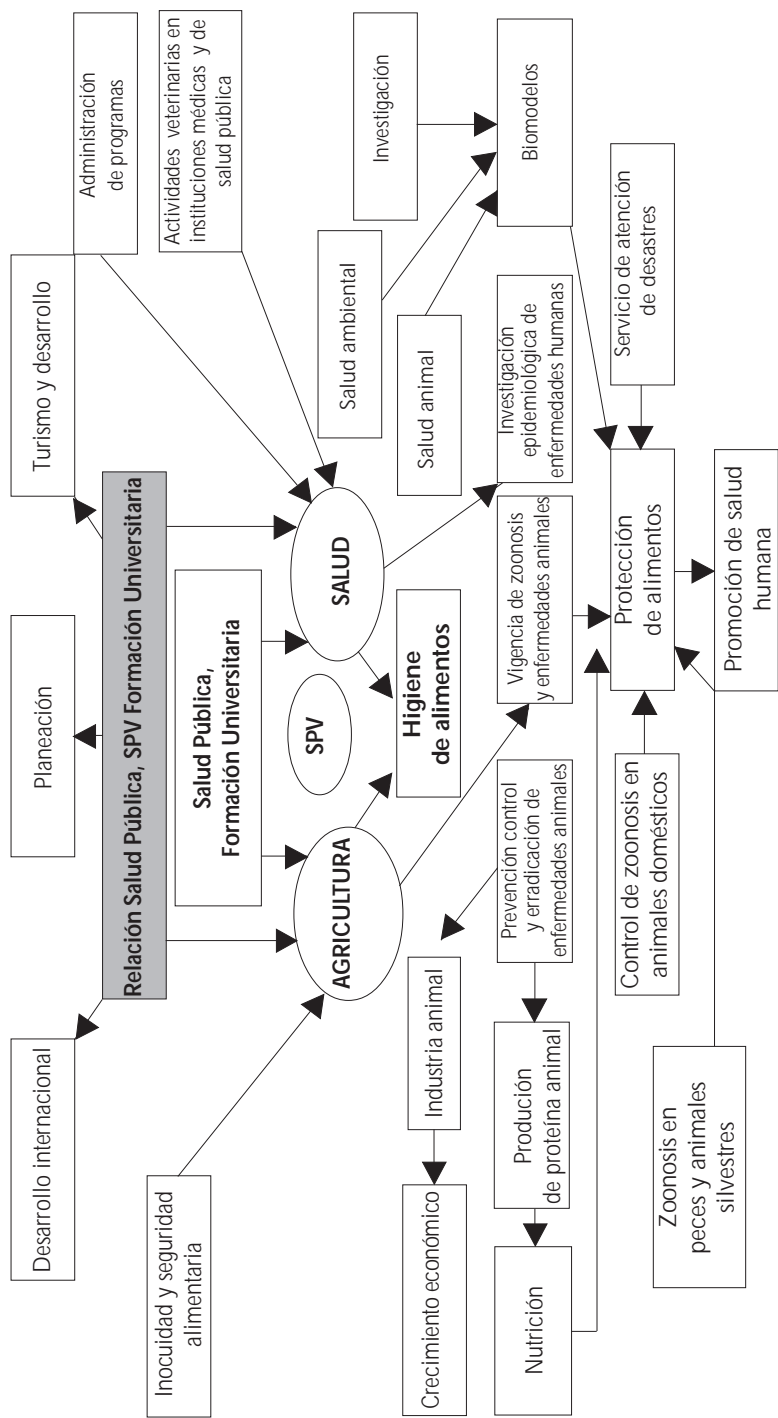 Desarrollo internacional
Planeación
Turismo y desarrollo
Administración
de programas
Relación Salud Pública, SPV Formación Universitaria
Actividades veterinarias en
instituciones médicas y de
salud pública
Inocuidad y seguridad
alimentaria
Salud Pública,
Formación Universitaria
AGRICULTURA
SPV
SALUD
Salud ambiental
Investigación
Higiene
de alimentos
Salud animal
Crecimiento económico
Industria animal
Biomodelos
Nutrición
Produción
de proteína animal
Prevención control
y erradicación de
enfermedades animales
Vigencia de zoonosis
y enfermedades animales
Investigación
epidemiológica de
enfermedades humanas
Control de zoonosis en
animales domésticos
Protección
de alimentos
Servicio de atención
de desastres
Zoonosis en
peces y animales
silvestres
Promoción de salud
humana